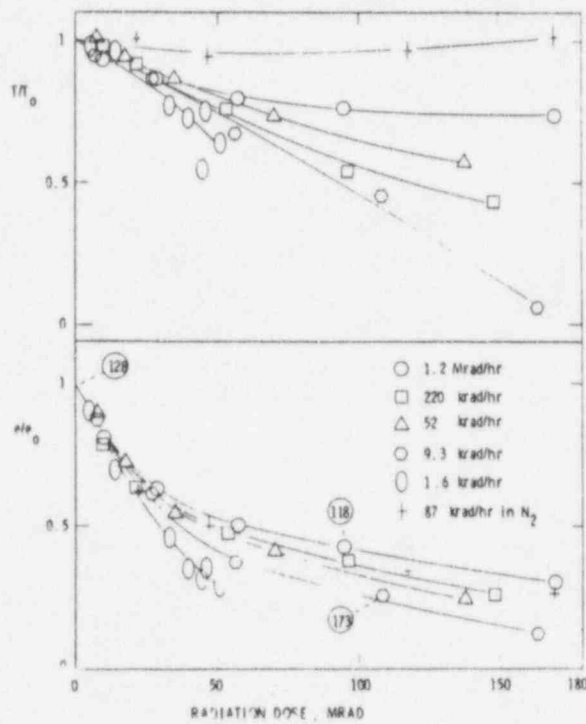 1
T/T₀
0.5
0
128
1
e/e₀
0.5
0
1.2 Mrad/hr
220 krad/hr
52 krad/hr
9.3 krad/hr
1.6 krad/hr
87 krad/hr in N₂
118
173
0 50 100 150 180
RADIATION DOSE, MRAD